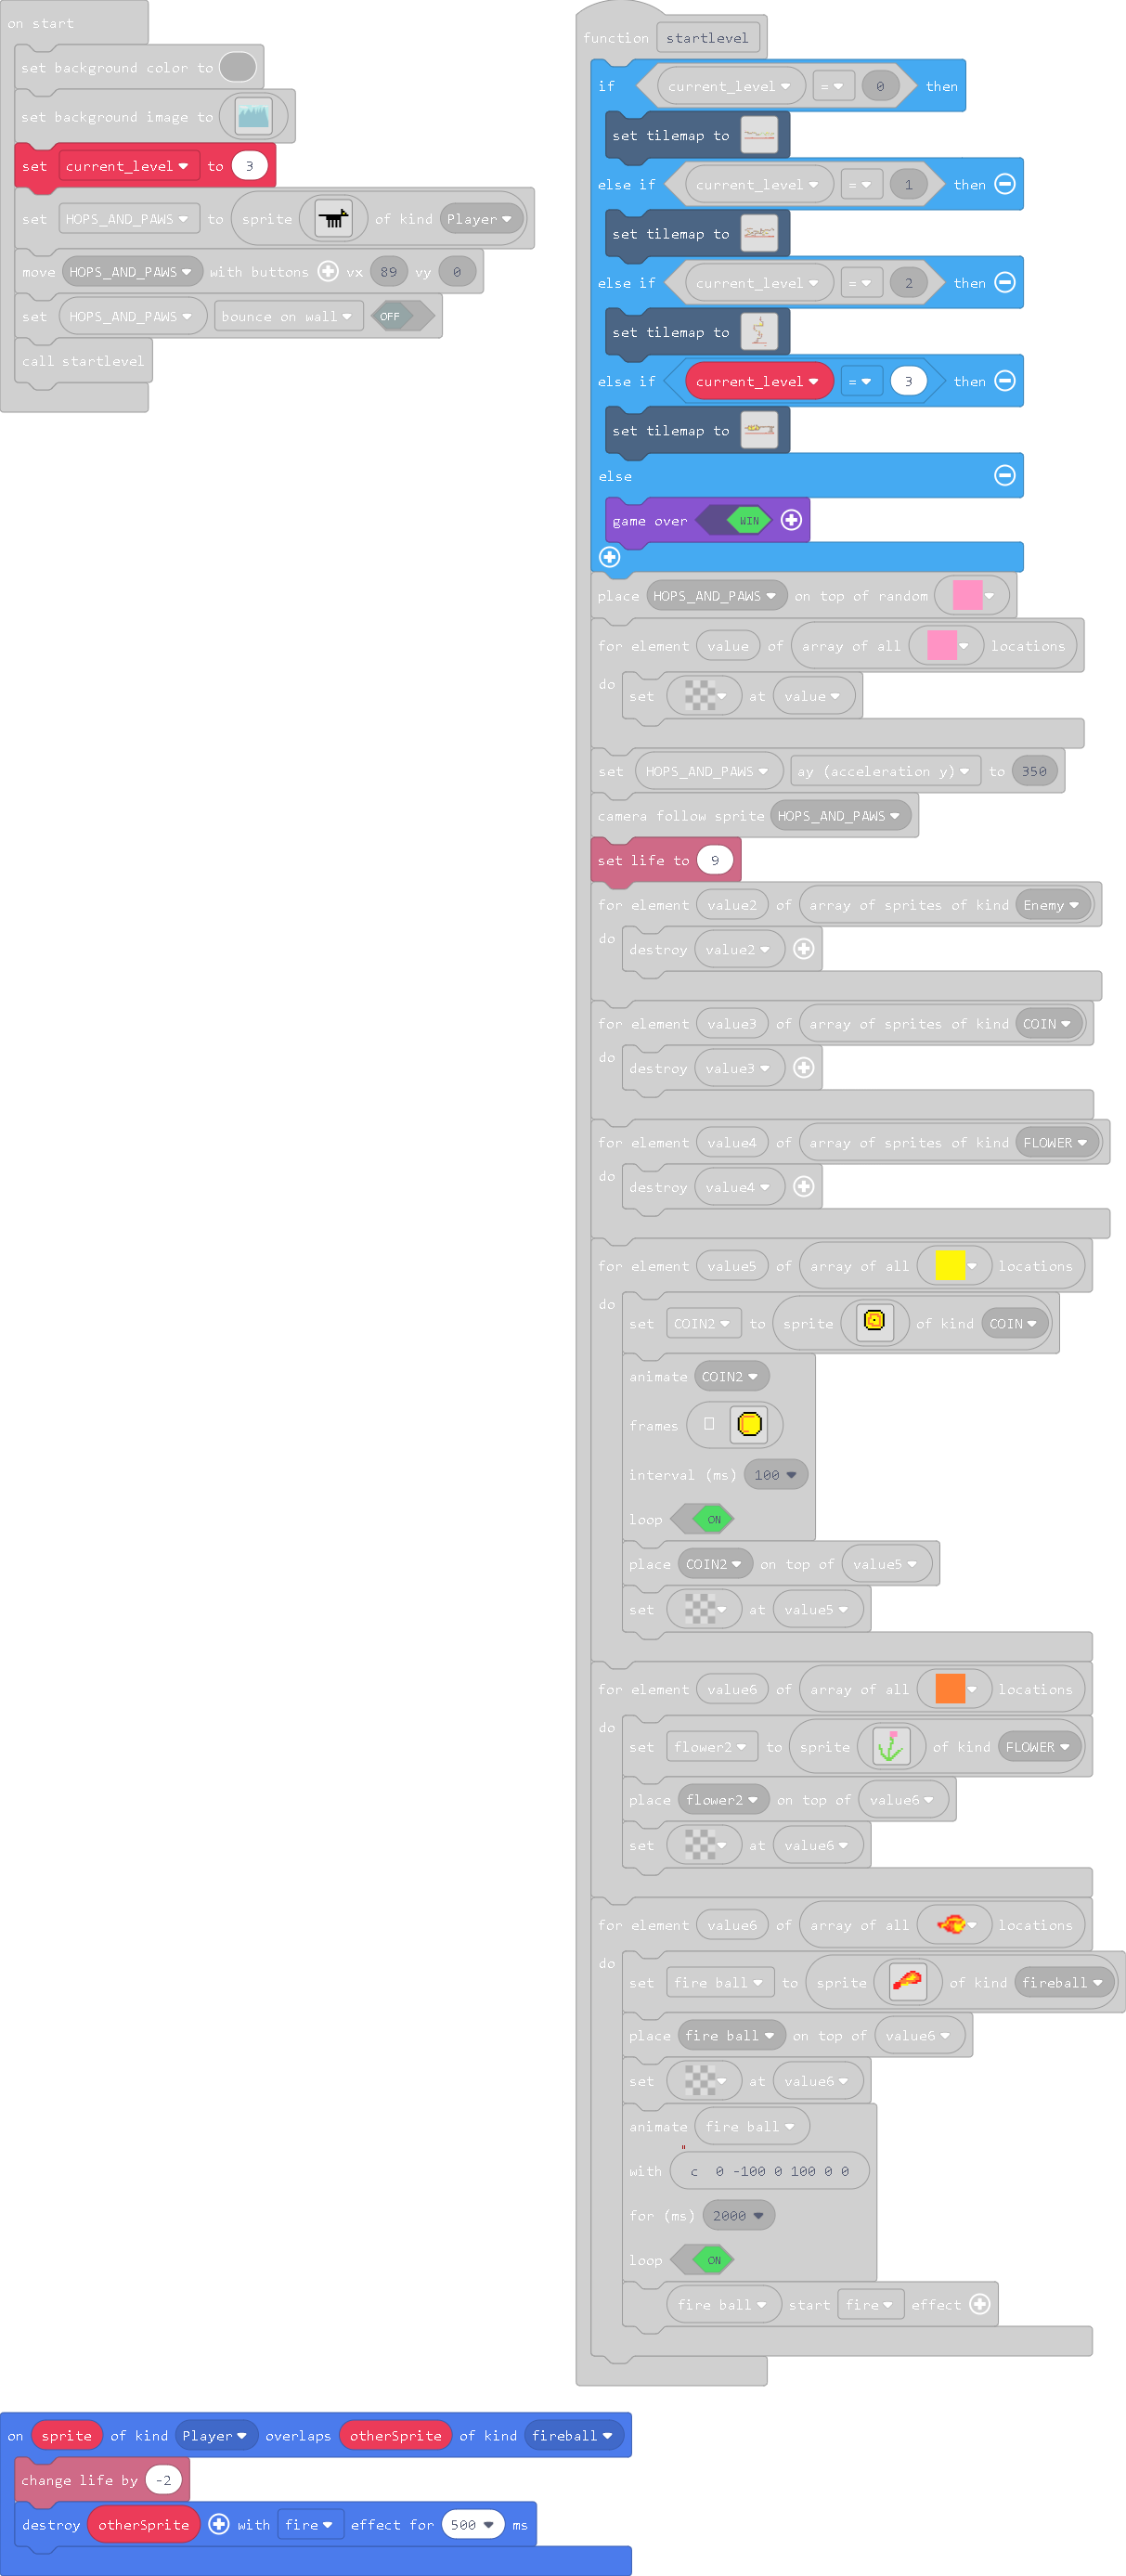 on start
set background color to
set background image to
set current_level to 3
set HOPS_AND_PAWS to sprite of kind Player
move HOPS_AND_PAWS with buttons vx 89 vy 0
set HOPS_AND_PAWS bounce on wall OFF
call startlevel
function startlevel
if current_level = 0 then
set tilemap to
else if current_level = 1 then
set tilemap to
else if current_level = 2 then
set tilemap to
else if current_level = 3 then
set tilemap to
else
game over WIN
place HOPS_AND_PAWS on top of random
for element value of array of all locations
do set at value
set HOPS_AND_PAWS ay (acceleration y) to 350
camera follow sprite HOPS_AND_PAWS
set life to 9
for element value2 of array of sprites of kind Enemy
do destroy value2
for element value3 of array of sprites of kind COIN
do destroy value3
for element value4 of array of sprites of kind FLOWER
do destroy value4
for element value5 of array of all locations
do set COIN2 to sprite of kind COIN
animate COIN2
frames
interval (ms) 100
loop ON
place COIN2 on top of value5
set at value5
for element value6 of array of all locations
do set flower2 to sprite of kind FLOWER
place flower2 on top of value6
set at value6
for element value6 of array of all locations
do set fire ball to sprite of kind fireball
place fire ball on top of value6
set at value6
animate fire ball
with c 0 -100 0 100 0 0
for (ms) 2000
loop ON
fire ball start fire effect
on sprite of kind Player overlaps otherSprite of kind fireball
change life by -2
destroy otherSprite with fire effect for 500 ms